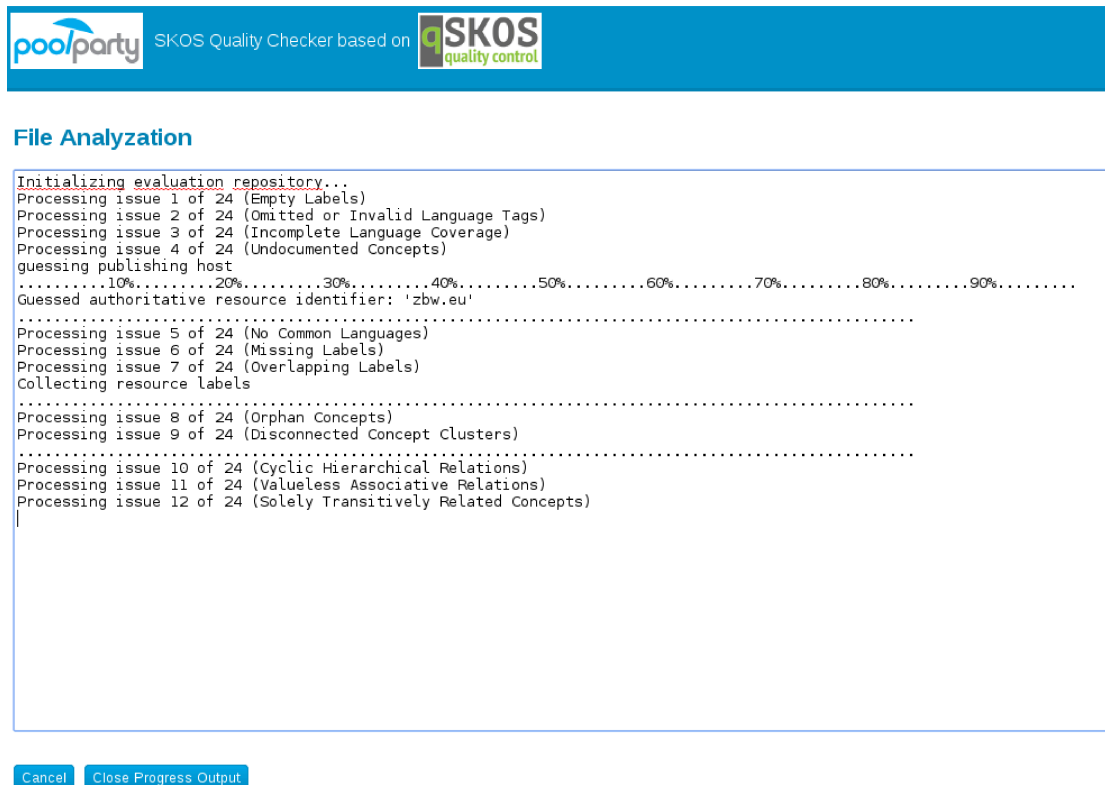 poolparty SKOS Quality Checker based on qSKOS quality control
File Analyzation
Initializing evaluation repository...
Processing issue 1 of 24 (Empty Labels)
Processing issue 2 of 24 (Omitted or Invalid Language Tags)
Processing issue 3 of 24 (Incomplete Language Coverage)
Processing issue 4 of 24 (Undocumented Concepts)
guessing publishing host
..........10%.........20%.........30%.........40%.........50%.........60%.........70%.........80%.........90%.........
Guessed authoritative resource identifier: 'zbw.eu'
....................................................................................................
Processing issue 5 of 24 (No Common Languages)
Processing issue 6 of 24 (Missing Labels)
Processing issue 7 of 24 (Overlapping Labels)
Collecting resource labels
....................................................................................................
Processing issue 8 of 24 (Orphan Concepts)
Processing issue 9 of 24 (Disconnected Concept Clusters)
....................................................................................................
Processing issue 10 of 24 (Cyclic Hierarchical Relations)
Processing issue 11 of 24 (Valueless Associative Relations)
Processing issue 12 of 24 (Solely Transitively Related Concepts)
Cancel Close Progress Output